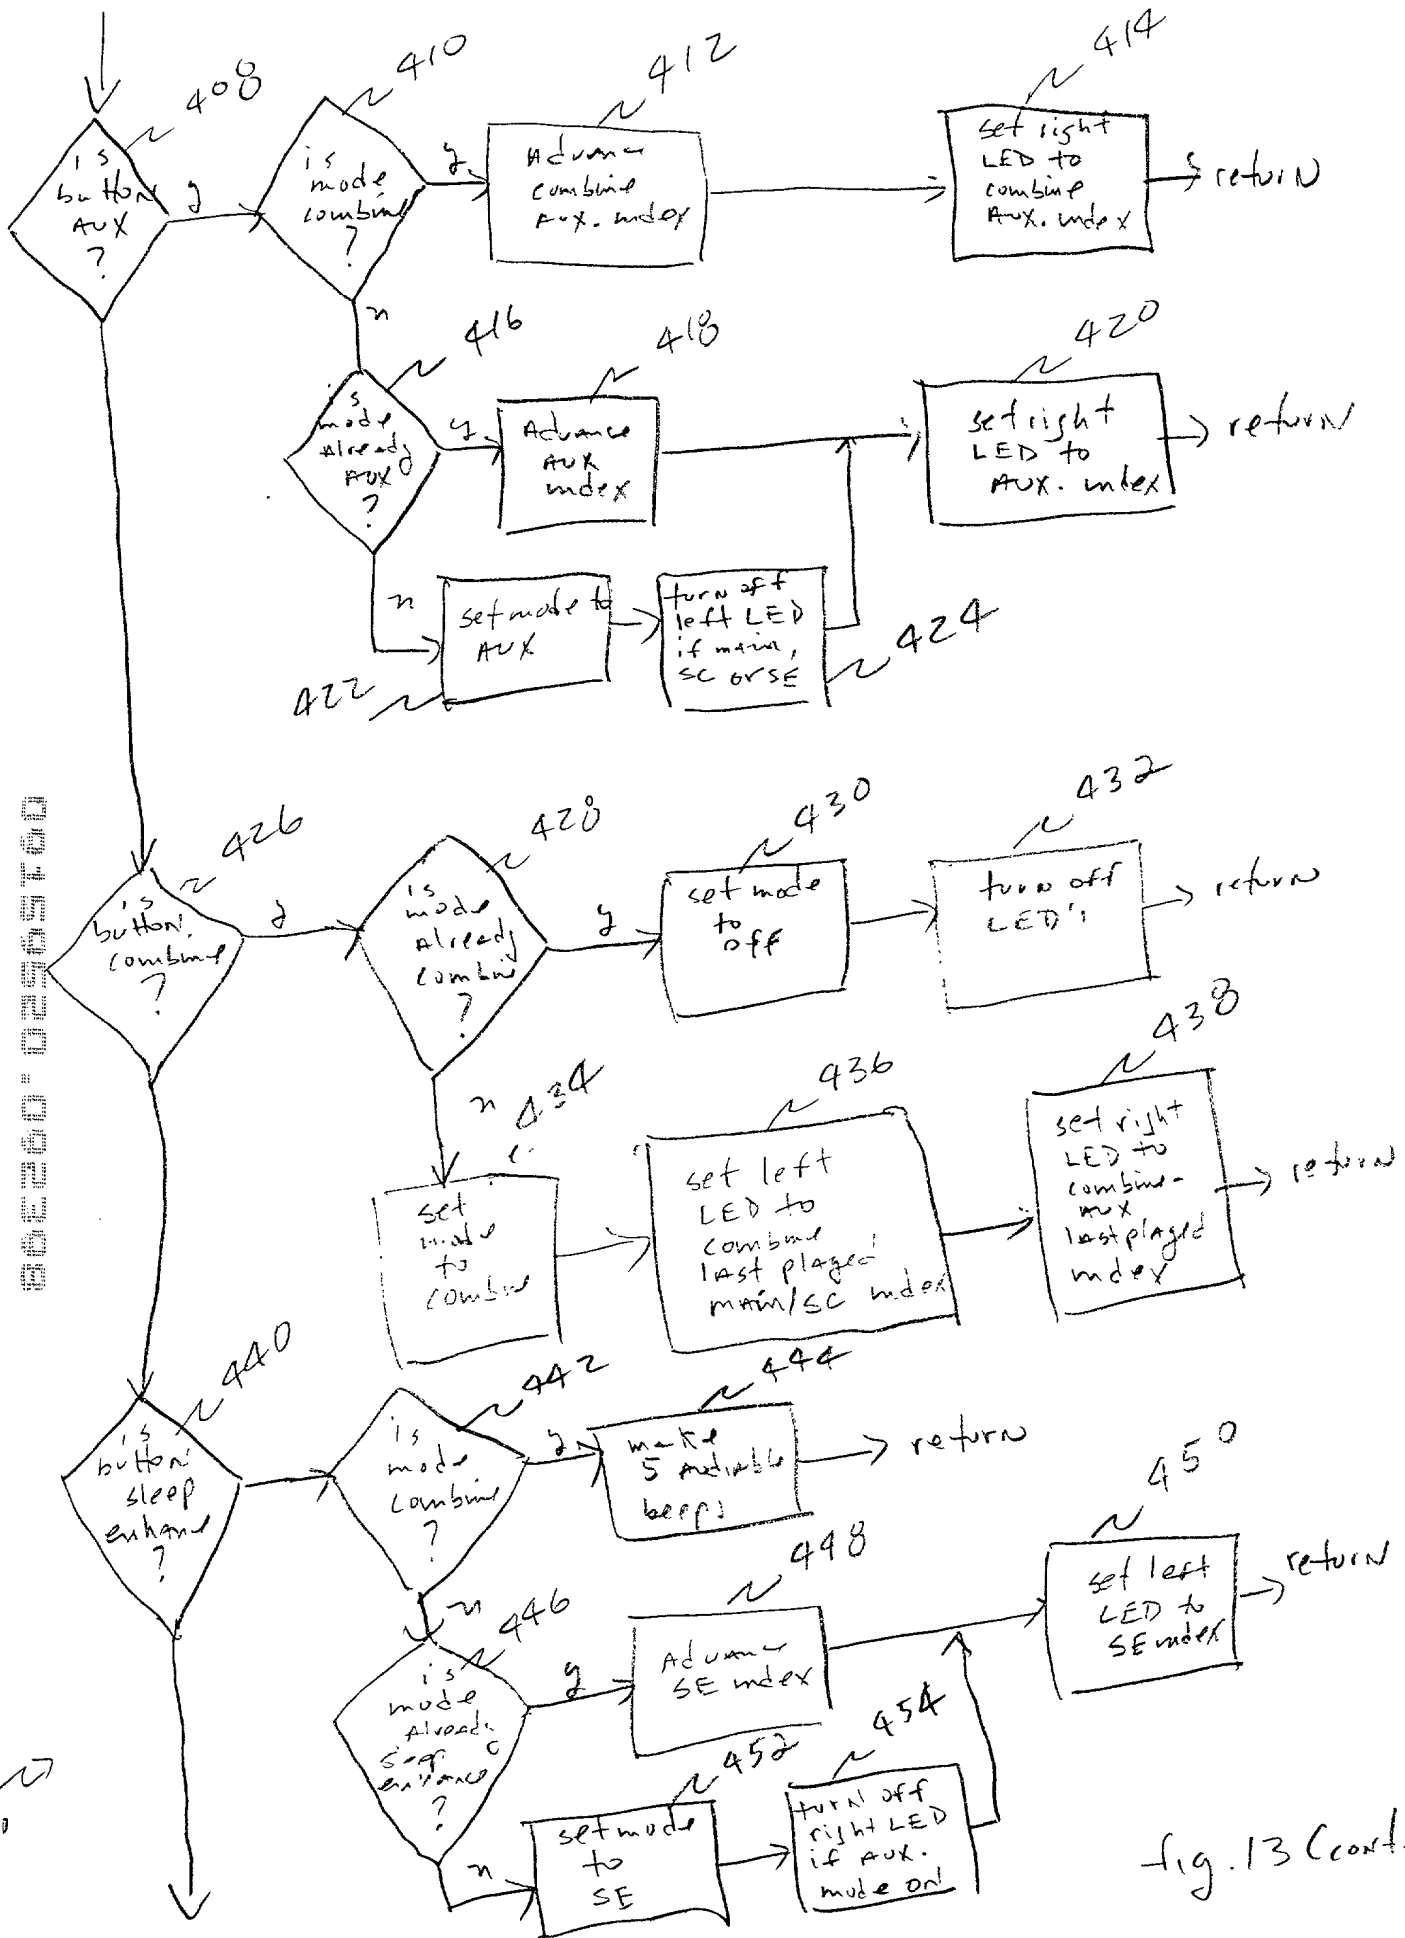 408
is
button
AUX
?
y
410
is
mode
combine
?
y
412
Advance
combine
Aux. index
414
set right
LED to
combine
Aux. index
return
n
416
is
mode
Already
AUX
?
y
418
Advance
AUX
index
420
set right
LED to
AUX. index
return
n
set mode to
AUX
422
turn off
left LED
if main,
SC or SE
424
426
is
button
combine
?
y
428
is
mode
Already
combine
?
y
430
set mode
to
off
432
turn off
LED's
return
n
434
set
mode
to
combine
436
set left
LED to
combine
last played
main/SC index
438
set right
LED to
combine-
AUX
last played
index
return
440
is
button
sleep
enhance
?
442
is
mode
combine
?
y
444
make
5 Audiable
beeps
return
n
446
is
mode
Already
sleep
enhance
?
y
448
Advance
SE index
450
set left
LED to
SE index
return
n
452
set mode
to
SE
454
turn off
right LED
if AUX.
mode on
fig. 13 (cont.